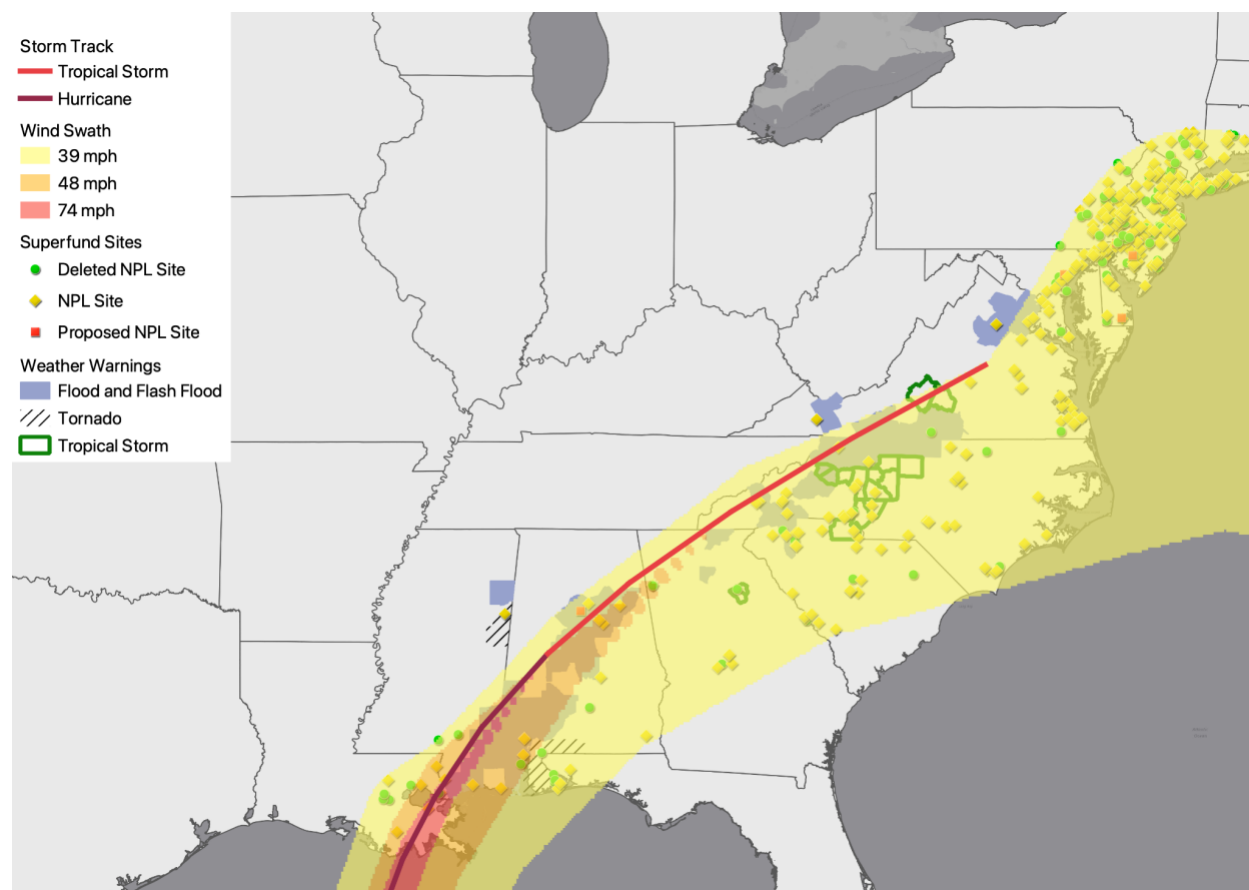 Storm Track
Tropical Storm
Hurricane
Wind Swath
39 mph
48 mph
74 mph
Superfund Sites
Deleted NPL Site
NPL Site
Proposed NPL Site
Weather Warnings
Flood and Flash Flood
Tornado
Tropical Storm